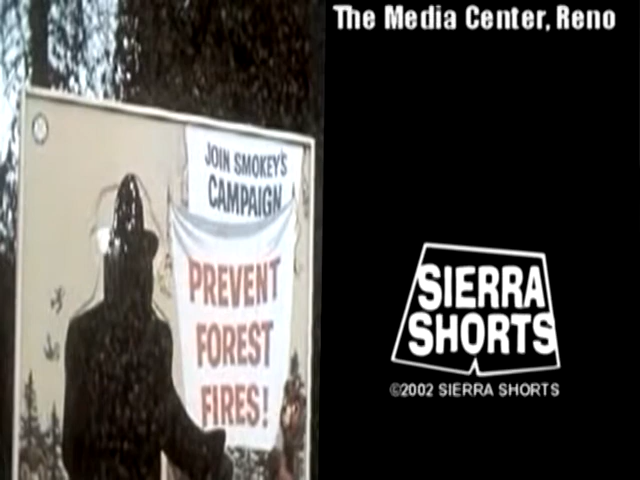 JOIN SMOKEY'S
CAMPAIGN
PREVENT
FOREST
FIRES!
The Media Center, Reno
SIERRA
SHORTS
©2002 SIERRA SHORTS